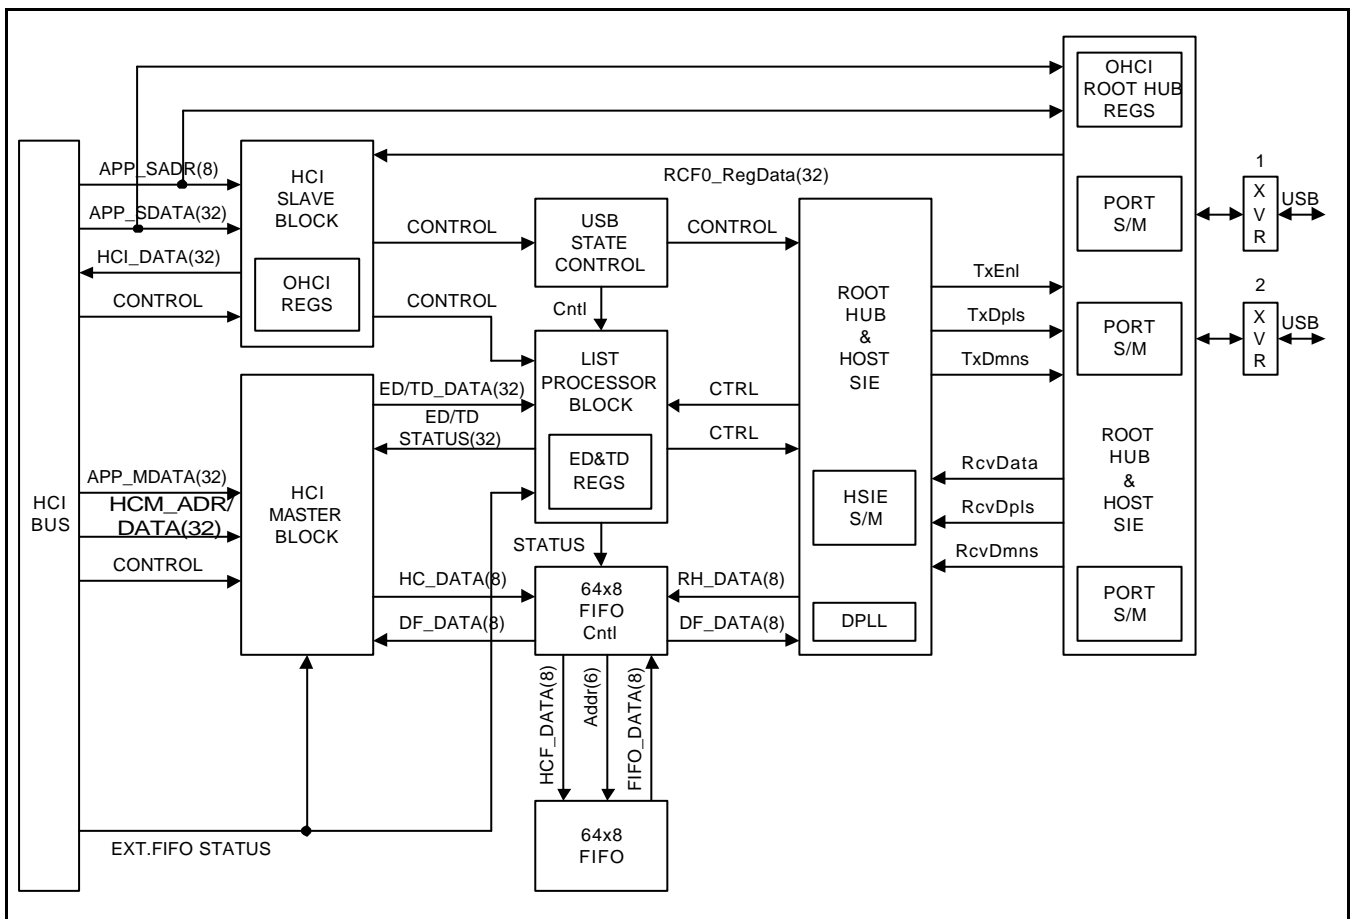 OHCI
ROOT HUB
REGS
APP_SADR(8)
HCI
SLAVE
BLOCK
RCF0_RegData(32)
1
X
V
R
USB
PORT
S/M
APP_SDATA(32)
CONTROL
USB
STATE
CONTROL
CONTROL
HCI_DATA(32)
OHCI
REGS
CONTROL
CONTROL
Cntl
ROOT
HUB
&
HOST
SIE
TxEnl
TxDpls
TxDmns
2
X
V
R
USB
PORT
S/M
LIST
PROCESSOR
BLOCK
ED/TD_DATA(32)
ED/TD
STATUS(32)
CTRL
CTRL
ED&TD
REGS
ROOT
HUB
&
HOST
SIE
HCI
BUS
APP_MDATA(32)
HCM_ADR/
DATA(32)
CONTROL
HCI
MASTER
BLOCK
HSIE
S/M
RcvData
RcvDpls
RcvDmns
STATUS
HC_DATA(8)
DF_DATA(8)
64x8
FIFO
Cntl
RH_DATA(8)
DF_DATA(8)
DPLL
PORT
S/M
HCF_DATA(8)
Addr(6)
FIFO_DATA(8)
EXT.FIFO STATUS
64x8
FIFO